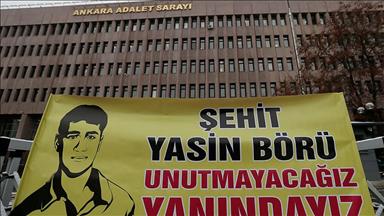 ANKARA ADALET SARAYI
ŞEHİT
YASİN BÖRÜ
UNUTMAYACAĞIZ
YANINDAYIZ